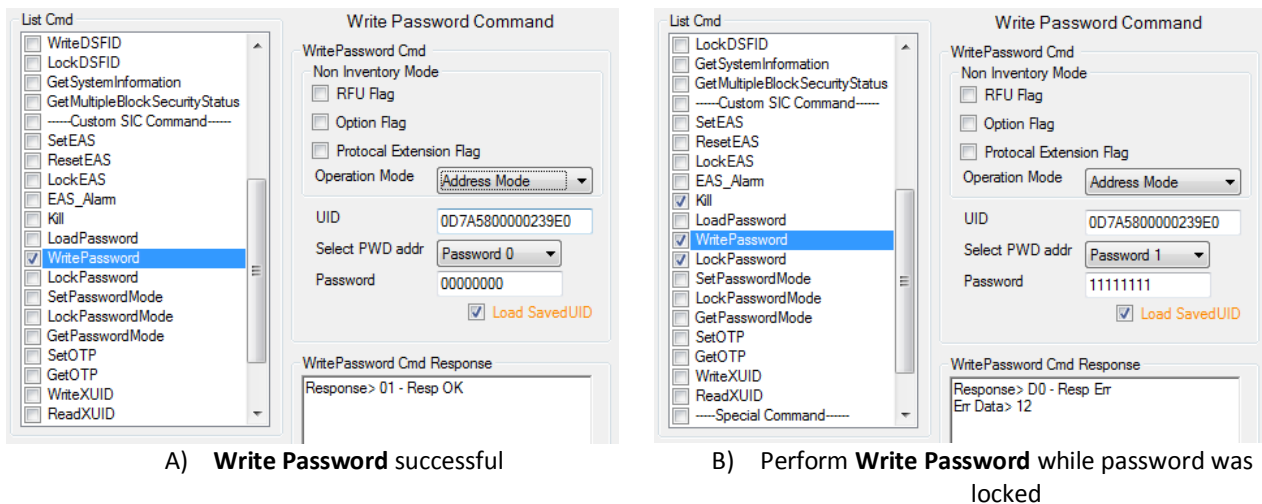 List Cmd
WriteDSFID
LockDSFID
GetSystemInformation
GetMultipleBlockSecurityStatus
------Custom SIC Command------
SetEAS
ResetEAS
LockEAS
EAS_Alarm
Kill
LoadPassword
WritePassword
LockPassword
SetPasswordMode
LockPasswordMode
GetPasswordMode
SetOTP
GetOTP
WriteXUID
ReadXUID
Write Password Command
WritePassword Cmd
Non Inventory Mode
RFU Flag
Option Flag
Protocal Extension Flag
Operation Mode Address Mode
UID 0D7A5800000239E0
Select PWD addr Password 0
Password 00000000
Load SavedUID
WritePassword Cmd Response
Response> 01 - Resp OK
A) Write Password successful
List Cmd
LockDSFID
GetSystemInformation
GetMultipleBlockSecurityStatus
------Custom SIC Command------
SetEAS
ResetEAS
LockEAS
EAS_Alarm
Kill
LoadPassword
WritePassword
LockPassword
SetPasswordMode
LockPasswordMode
GetPasswordMode
SetOTP
GetOTP
WriteXUID
ReadXUID
-----Special Command------
Write Password Command
WritePassword Cmd
Non Inventory Mode
RFU Flag
Option Flag
Protocal Extension Flag
Operation Mode Address Mode
UID 0D7A5800000239E0
Select PWD addr Password 1
Password 11111111
Load SavedUID
WritePassword Cmd Response
Response> D0 - Resp Err
Err Data> 12
B) Perform Write Password while password was
locked